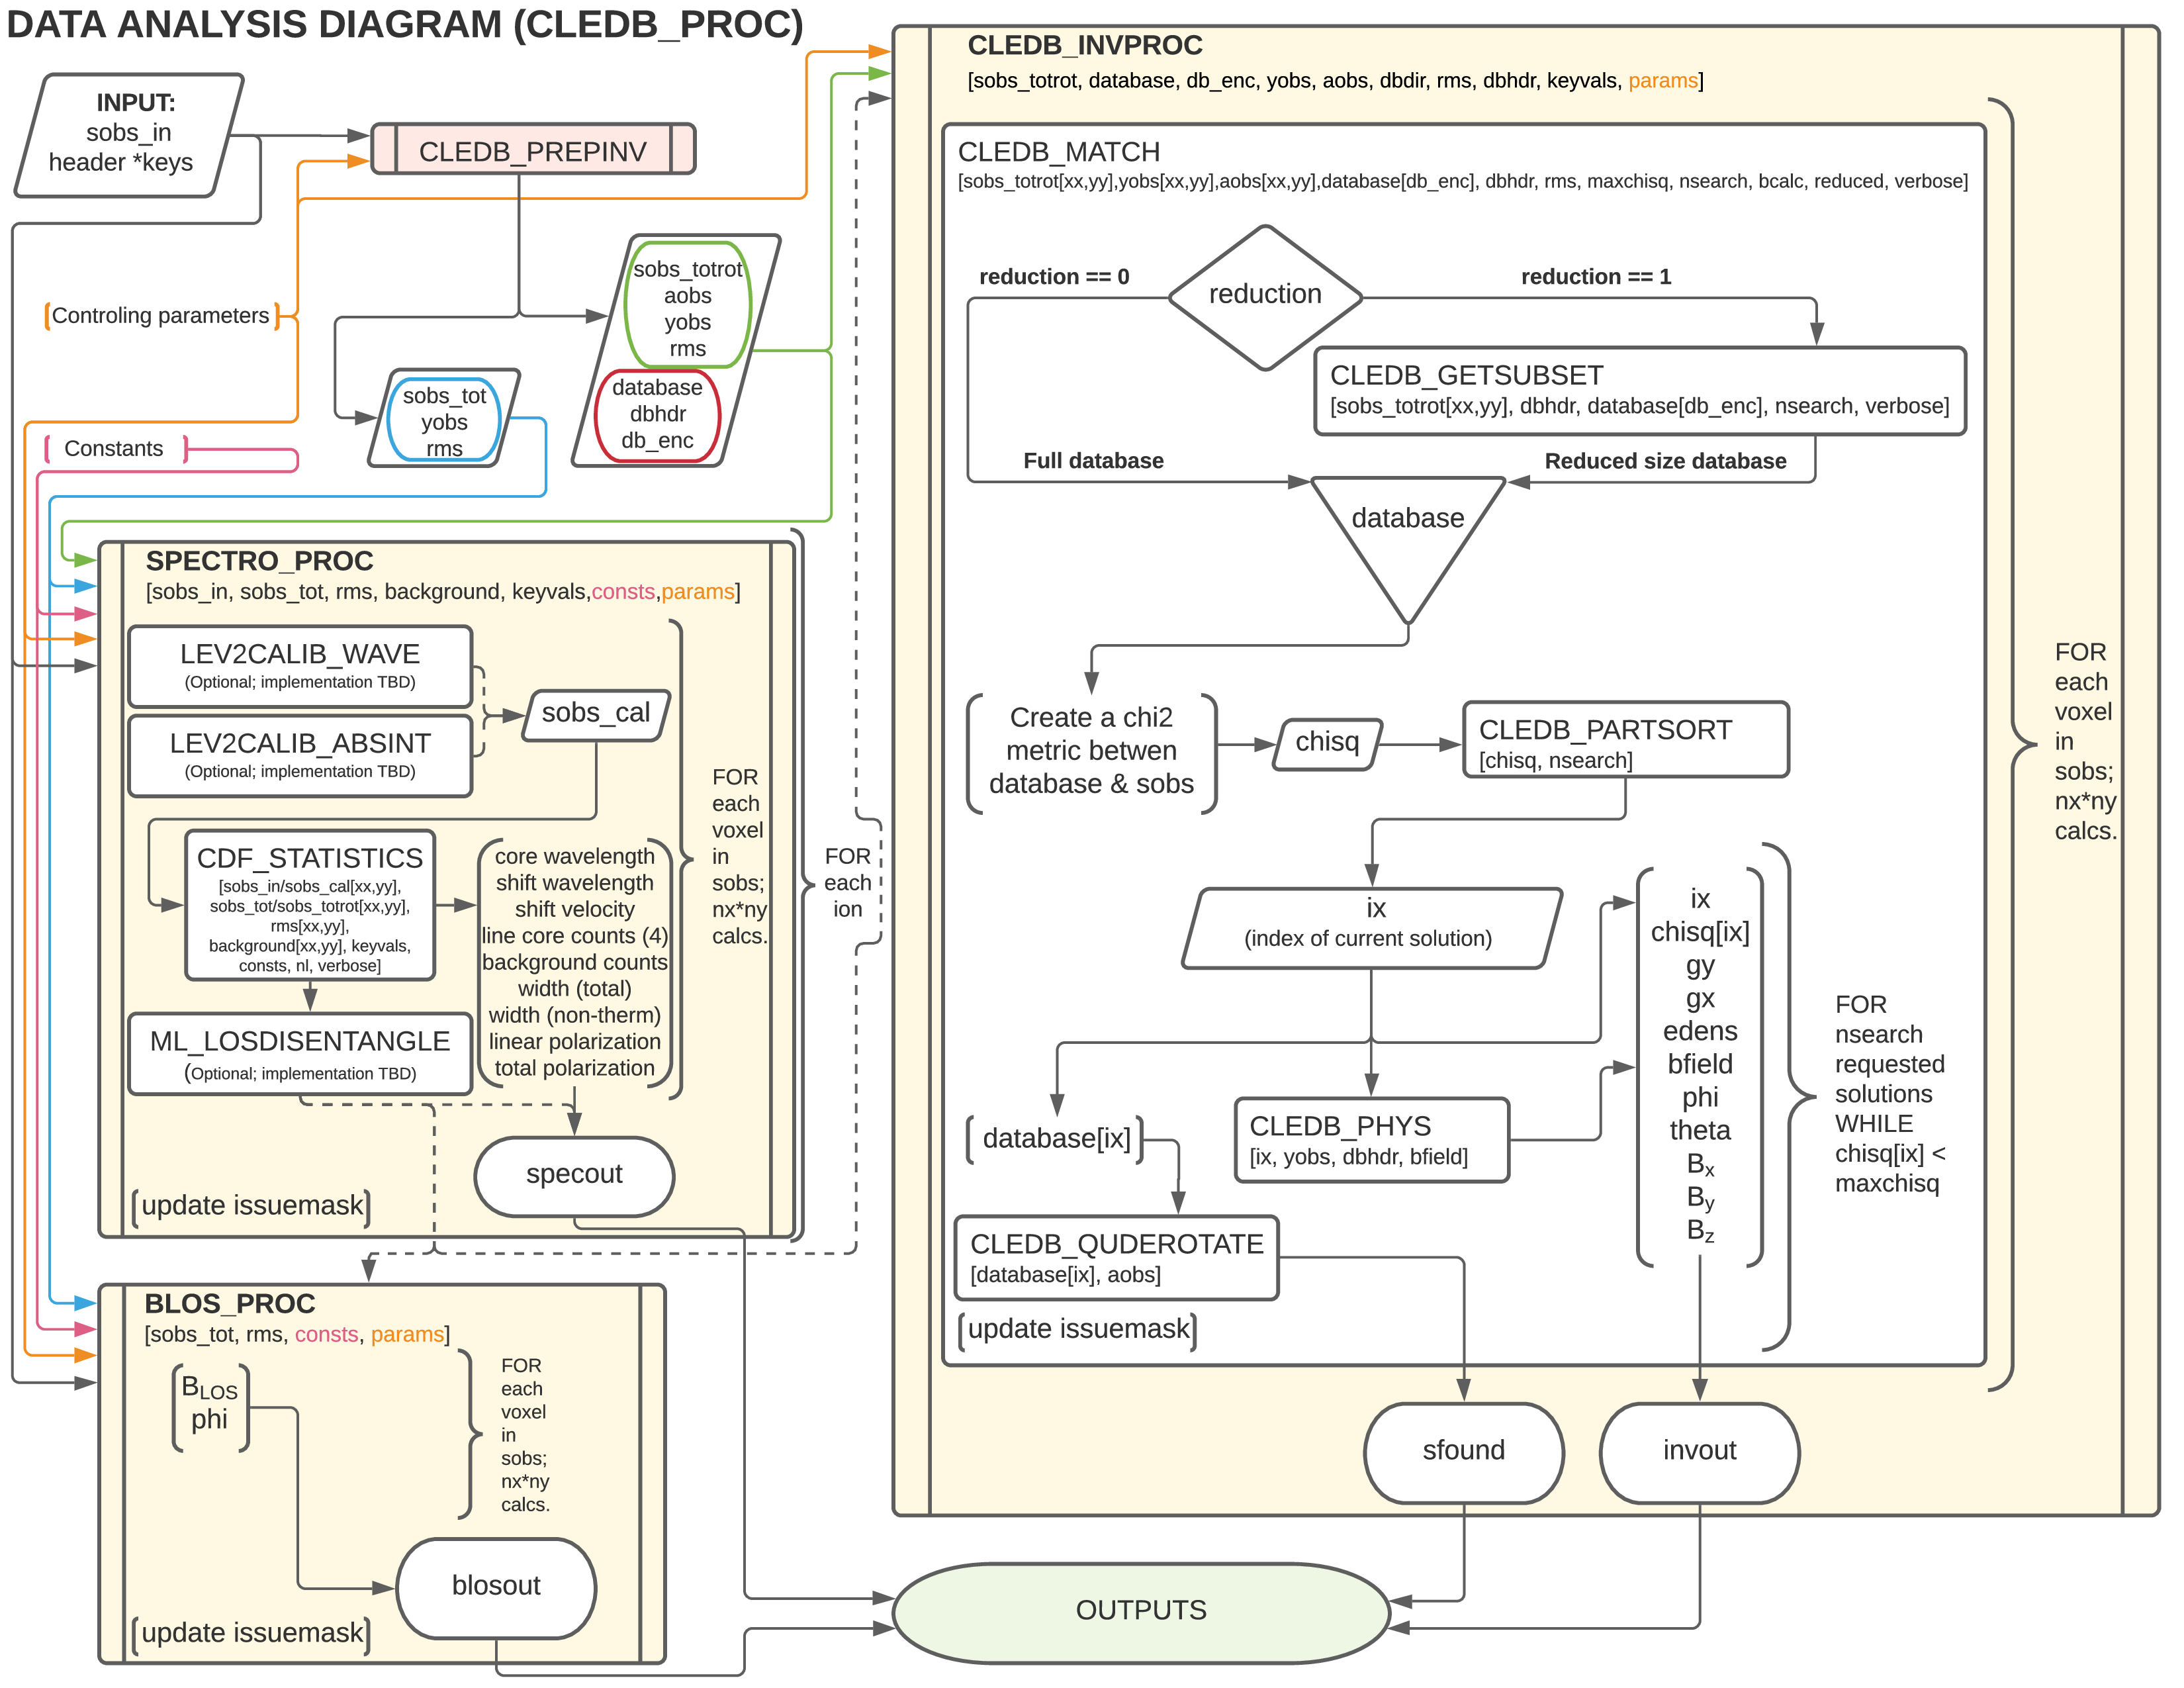 DATA ANALYSIS DIAGRAM (CLEDB_PROC)
INPUT:
sobs_in
header *keys
CLEDB_PREPINV
[Controling parameters]
[ Constants ]
sobs_totrot
aobs
yobs
rms
database
dbhdr
db_enc
sobs_tot
yobs
rms
SPECTRO_PROC
[sobs_in, sobs_tot, rms, background, keyvals,consts,params]
LEV2CALIB_WAVE
(Optional; implementation TBD)
LEV2CALIB_ABSINT
(Optional; implementation TBD)
sobs_cal
CDF_STATISTICS
[sobs_in/sobs_cal[xx,yy],
sobs_tot/sobs_totrot[xx,yy],
rms[xx,yy],
background[xx,yy], keyvals,
consts, nl, verbose]
core wavelength
shift wavelength
shift velocity
line core counts (4)
background counts
width (total)
width (non-therm)
linear polarization
total polarization
ML_LOSDISENTANGLE
(Optional; implementation TBD)
FOR
each
voxel
in
sobs;
nx*ny
calcs.
FOR
each
ion
specout
[update issuemask]
BLOS_PROC
[sobs_tot, rms, consts, params]
BLOS
phi
FOR
each
voxel
in
sobs;
nx*ny
calcs.
blosout
[update issuemask]
CLEDB_INVPROC
[sobs_totrot, database, db_enc, yobs, aobs, dbdir, rms, dbhdr, keyvals, params]
CLEDB_MATCH
[sobs_totrot[xx,yy],yobs[xx,yy],aobs[xx,yy],database[db_enc], dbhdr, rms, maxchisq, nsearch, bcalc, reduced, verbose]
reduction == 0
reduction
reduction == 1
CLEDB_GETSUBSET
[sobs_totrot[xx,yy], dbhdr, database[db_enc], nsearch, verbose]
Full database
Reduced size database
database
Create a chi2
metric betwen
database & sobs
chisq
CLEDB_PARTSORT
[chisq, nsearch]
ix
(index of current solution)
ix
chisq[ix]
gy
gx
edens
bfield
phi
theta
Bx
By
Bz
[database[ix]]
CLEDB_PHYS
[ix, yobs, dbhdr, bfield]
CLEDB_QUDEROTATE
[database[ix], aobs]
[update issuemask]
FOR
nsearch
requested
solutions
WHILE
chisq[ix] <
maxchisq
FOR
each
voxel
in
sobs;
nx*ny
calcs.
sfound
invout
OUTPUTS